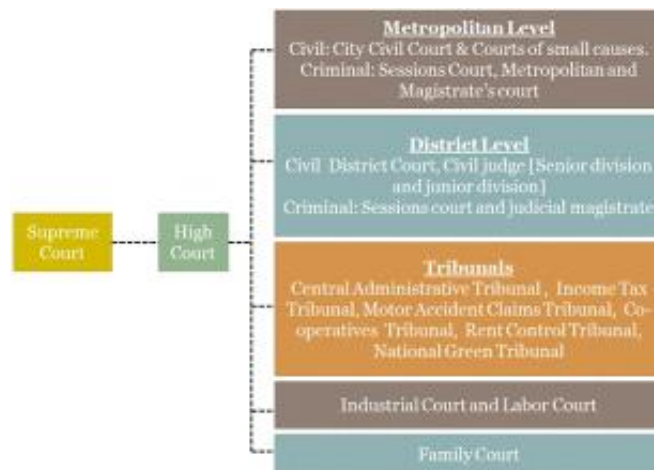 Metropolitan Level
Civil: City Civil Court & Courts of small causes.
Criminal: Sessions Court, Metropolitan and
Magistrate's court
District Level
Civil District Court, Civil judge [Senior division
and junior division]
Criminal: Sessions court and judicial magistrate
Supreme
Court
High
Court
Tribunals
Central Administrative Tribunal , Income Tax
Tribunal, Motor Accident Claims Tribunal, Co-
operatives Tribunal, Rent Control Tribunal,
National Green Tribunal
Industrial Court and Labor Court
Family Court